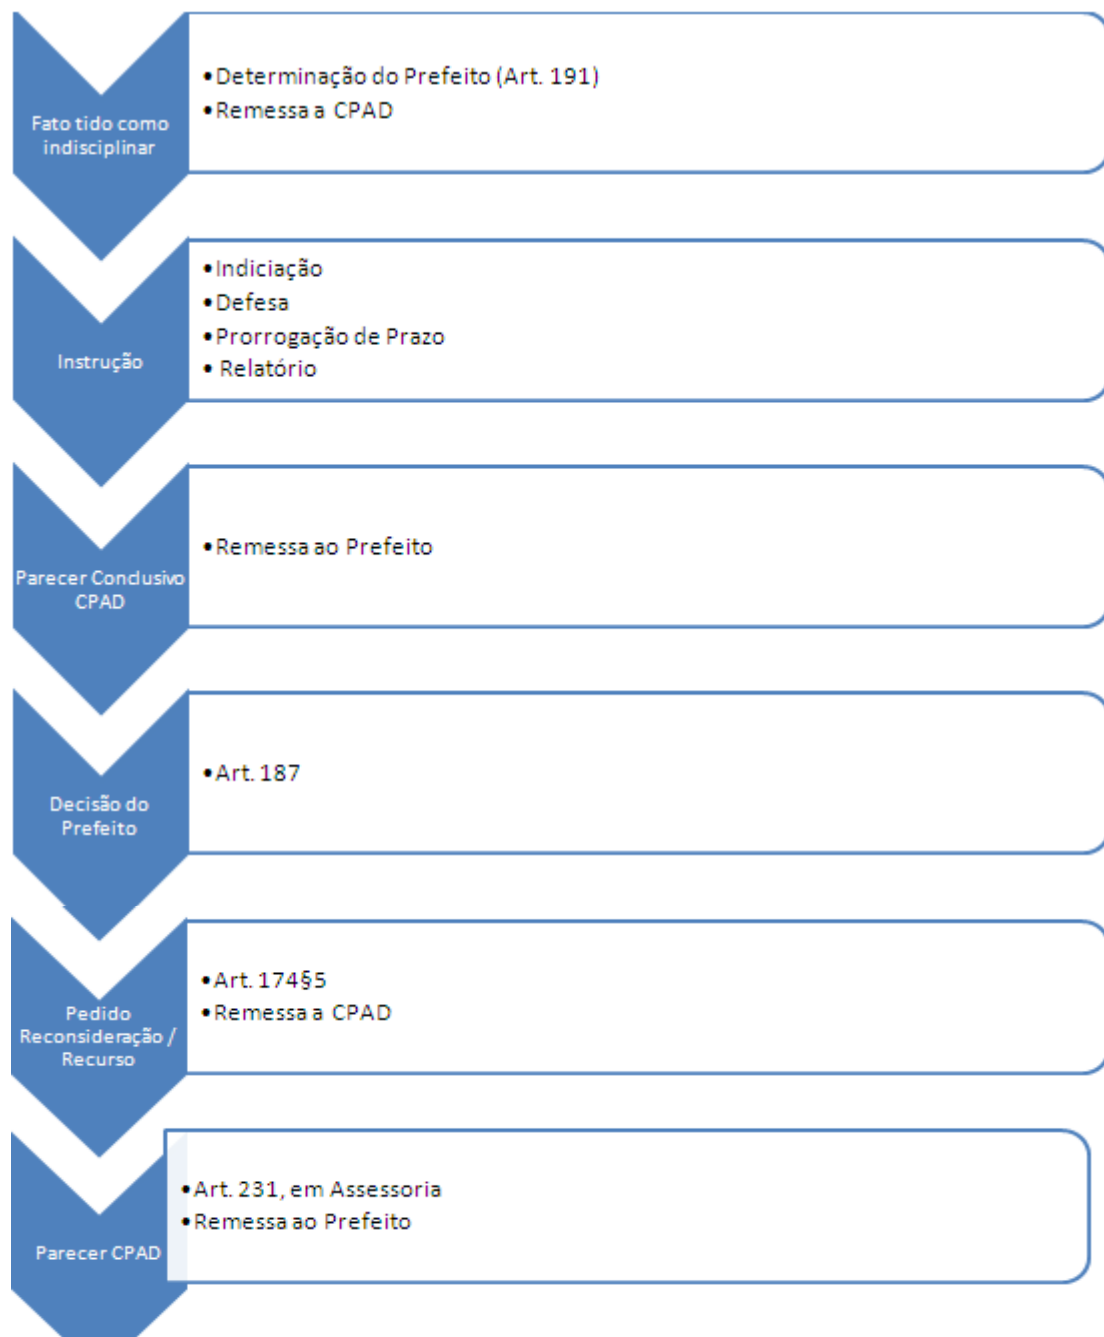 Fato tido como
indisciplinar
•Determinação do Prefeito (Art. 191)
•Remessa a CPAD
Instrução
•Indiciação
•Defesa
•Prorrogação de Prazo
• Relatório
Parecer Conclusivo
CPAD
•Remessa ao Prefeito
Decisão do
Prefeito
•Art. 187
Pedido
Reconsideração /
Recurso
•Art. 174§5
•Remessa a CPAD
Parecer CPAD
•Art. 231, em Assessoria
•Remessa ao Prefeito